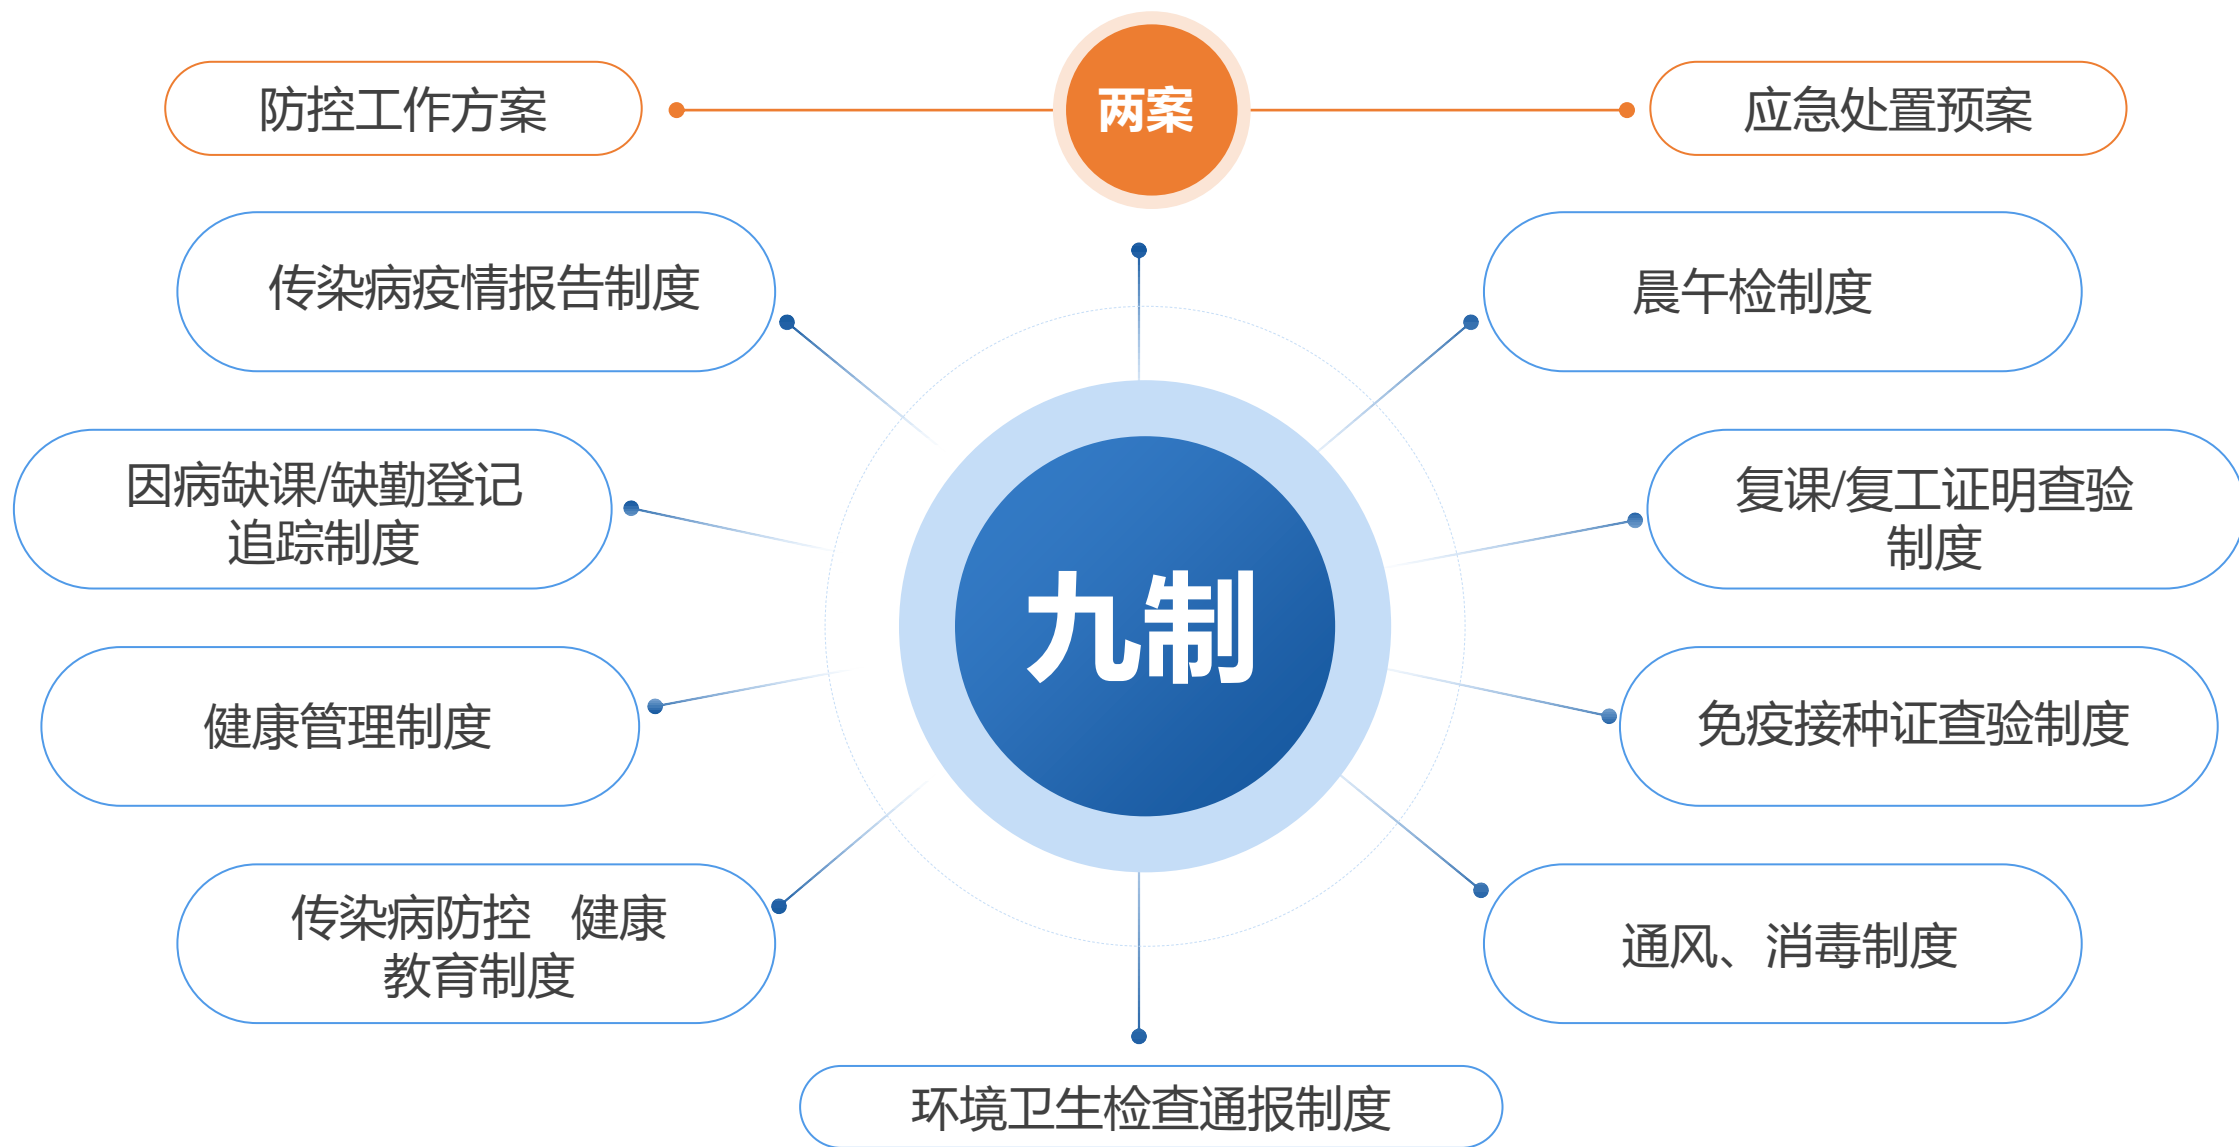 防控工作方案
两案
应急处置预案
传染病疫情报告制度
晨午检制度
因病缺课/缺勤登记
追踪制度
复课/复工证明查验
制度
九制
健康管理制度
免疫接种证查验制度
传染病防控 健康
教育制度
通风、消毒制度
环境卫生检查通报制度